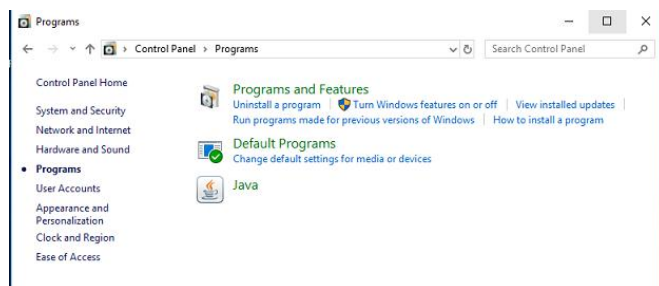 Programs
Control Panel > Programs
Search Control Panel
Control Panel Home
System and Security
Network and Internet
Hardware and Sound
Programs
User Accounts
Appearance and
Personalization
Clock and Region
Ease of Access
Programs and Features
Uninstall a program | Turn Windows features on or off | View installed updates |
Run programs made for previous versions of Windows | How to install a program
Default Programs
Change default settings for media or devices
Java